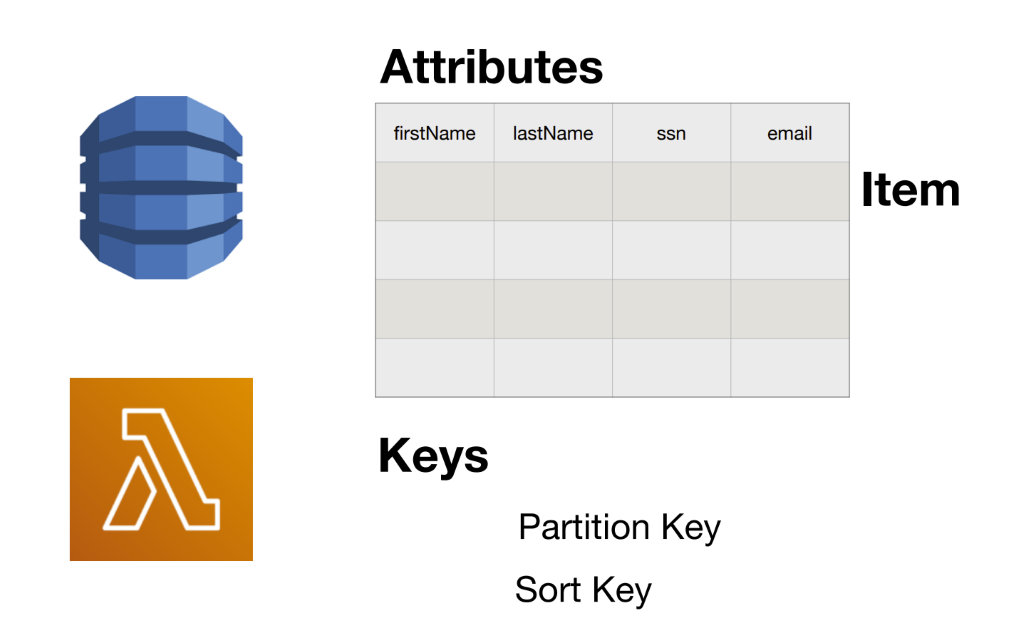 Attributes
firstName lastName ssn email
Item
Keys
Partition Key
Sort Key